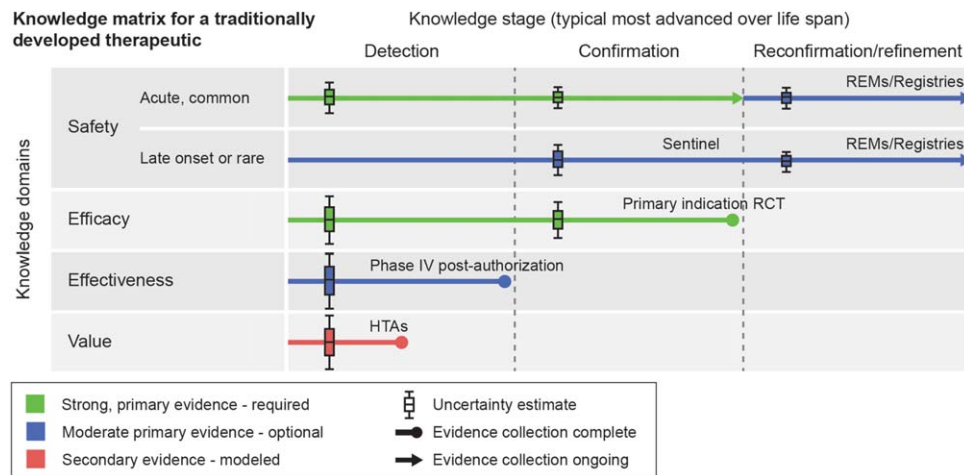 Knowledge matrix for a traditionally
developed therapeutic
Knowledge stage (typical most advanced over life span)
Detection
Confirmation
Reconfirmation/refinement
Knowledge domains
Safety
Acute, common
REMs/Registries
Late onset or rare
Sentinel
REMs/Registries
Efficacy
Primary indication RCT
Effectiveness
Phase IV post-authorization
Value
HTAs
Strong, primary evidence - required
Moderate primary evidence - optional
Secondary evidence - modeled
Uncertainty estimate
Evidence collection complete
Evidence collection ongoing